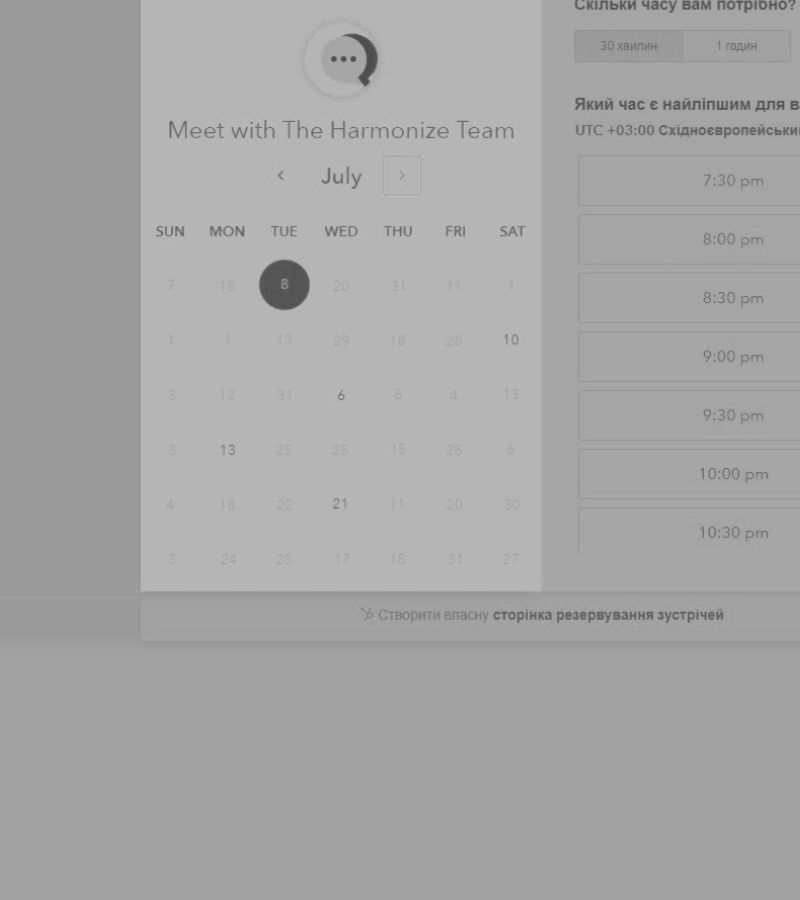 Скільки часу вам потрібно?
30 хвилин 1 годин
Meet with The Harmonize Team
July
SUN MON TUE WED THU FRI SAT
7 18 8 20 31 11 1
1 1 13 29 18 28 10
3 12 31 6 8 4 13
3 13 25 25 15 28 6
4 18 22 21 11 20 30
3 24 28 17 18 31 27
Який час є найліпшим для в
UTC +03:00 Східноєвропейськи
7:30 pm
8:00 pm
8:30 pm
9:00 pm
9:30 pm
10:00 pm
10:30 pm
Створити власну сторінка резервування зустрічей